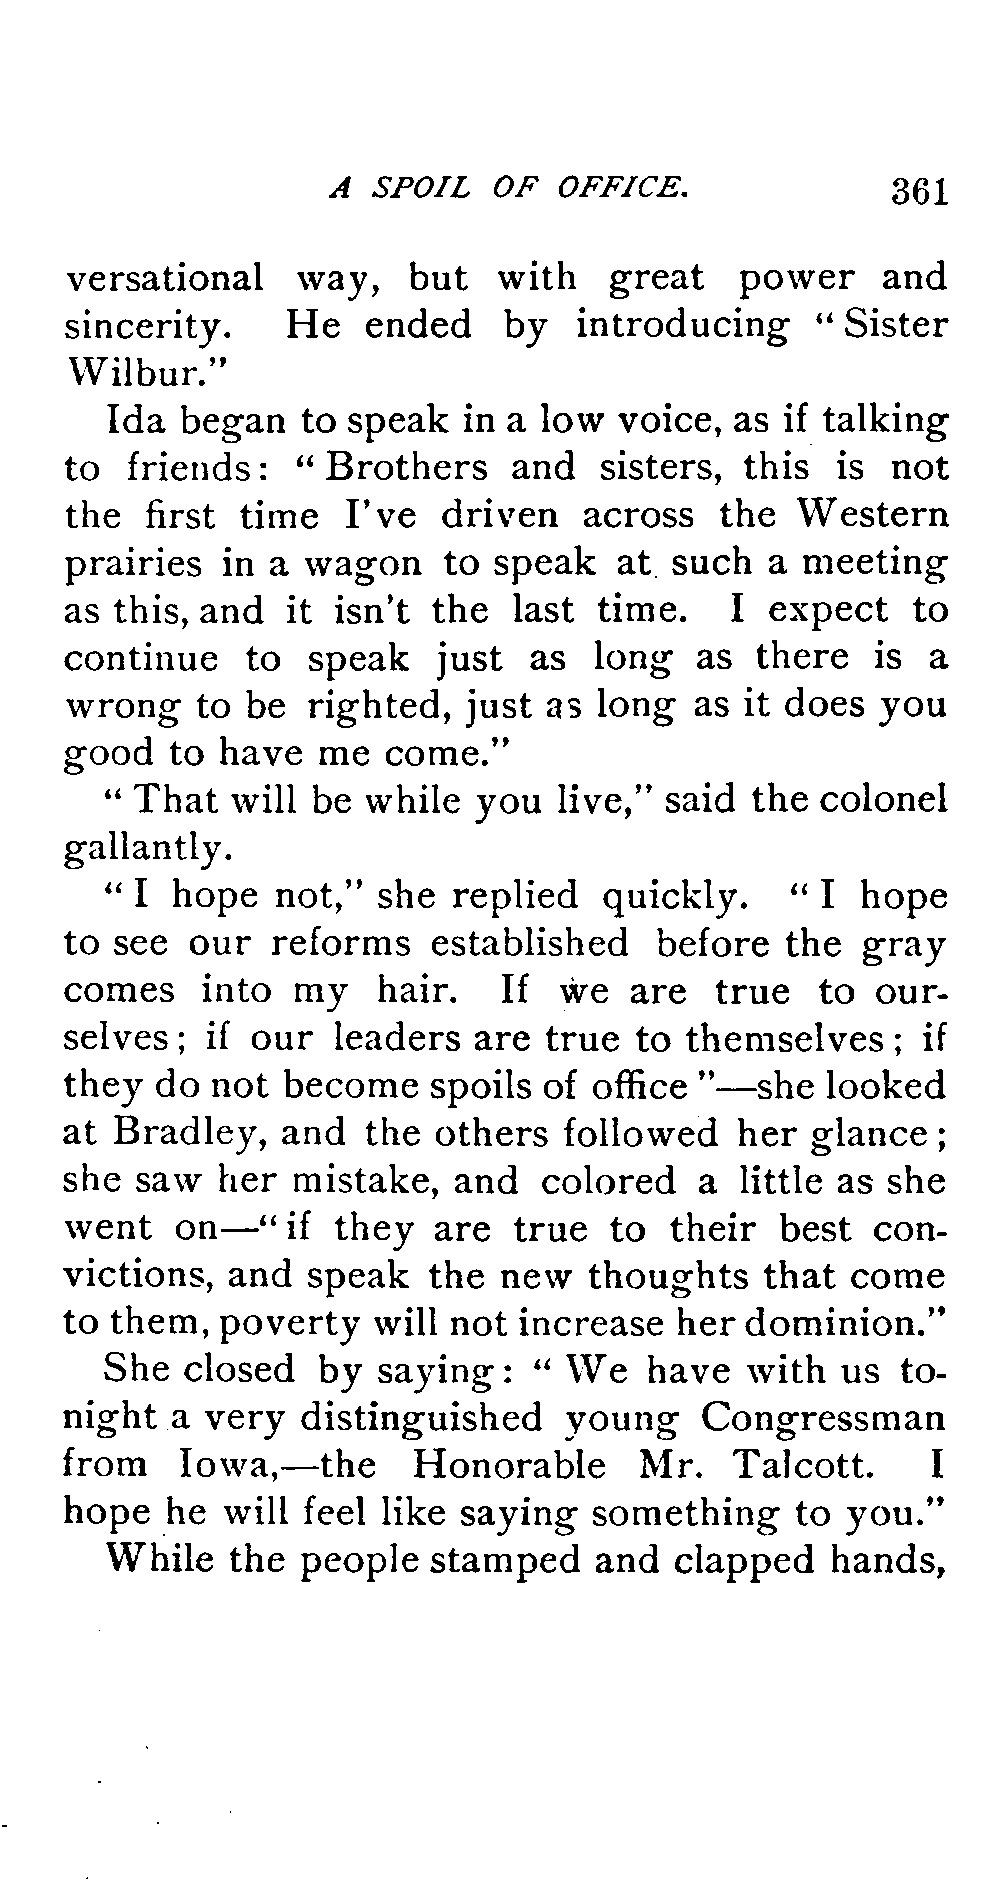 A SPOIL OF OFFICE. 361
versational way, but with great power and
sincerity. He ended by introducing “ Sister
Wilbur.”
Ida began to speak in a low voice, as if talking
to friends: “ Brothers and sisters, this is not
the first time I've driven across the Western
prairies in a wagon to speak at such a meeting
as this, and it isn't the last time. I expect to
continue to speak just as long as there is a
wrong to be righted, just as long as it does you
good to have me come.”
“ That will be while you live,” said the colonel
gallantly.
“ I hope not,” she replied quickly. “ I hope
to see our reforms established before the gray
comes into my hair. If we are true to our-
selves ; if our leaders are true to themselves ; if
they do not become spoils of office ”—she looked
at Bradley, and the others followed her glance ;
she saw her mistake, and colored a little as she
went on—“ if they are true to their best con-
victions, and speak the new thoughts that come
to them, poverty will not increase her dominion.”
She closed by saying: “ We have with us to-
night a very distinguished young Congressman
from Iowa,—the Honorable Mr. Talcott. I
hope he will feel like saying something to you.”
While the people stamped and clapped hands,